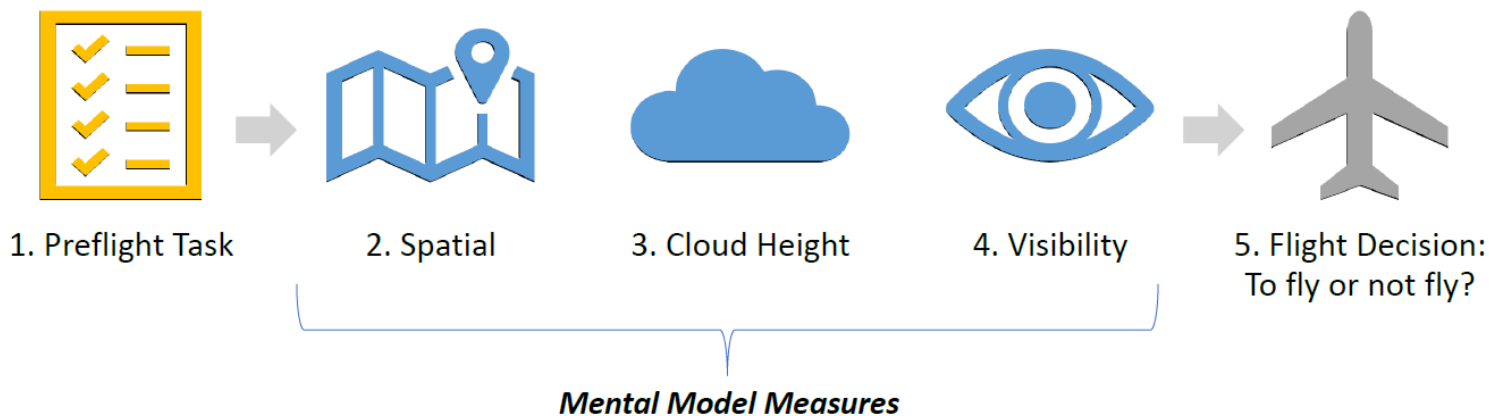 1. Preflight Task
2. Spatial
3. Cloud Height
4. Visibility
5. Flight Decision:
To fly or not fly?
Mental Model Measures